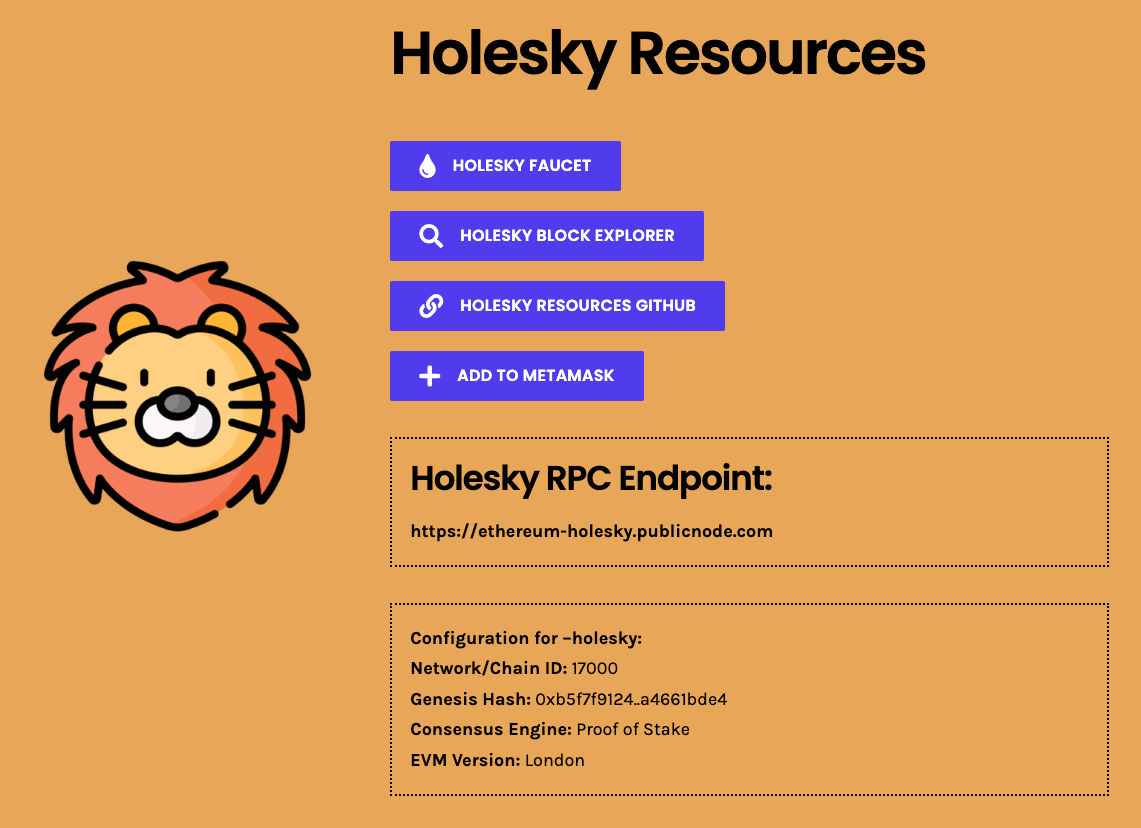 Holesky Resources
HOLESKY FAUCET
HOLESKY BLOCK EXPLORER
HOLESKY RESOURCES GITHUB
ADD TO METAMASK
Holesky RPC Endpoint:
https://ethereum-holesky.publicnode.com
Configuration for –holesky:
Network/Chain ID: 17000
Genesis Hash: 0xb5f7f9124..a4661bde4
Consensus Engine: Proof of Stake
EVM Version: London